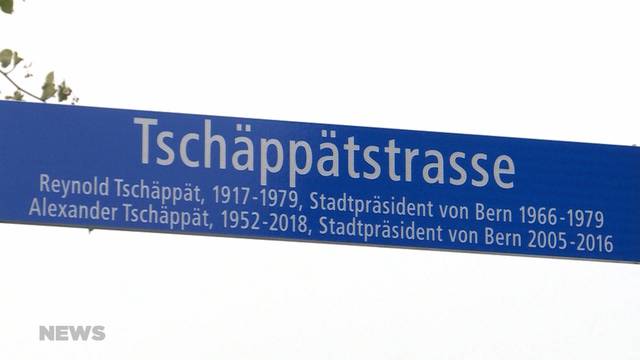 Tschäppätstrasse
Reynold Tschäppät, 1917-1979, Stadtpräsident von Bern 1966-1979
Alexander Tschäppät, 1952-2018, Stadtpräsident von Bern 2005-2016
NEWS